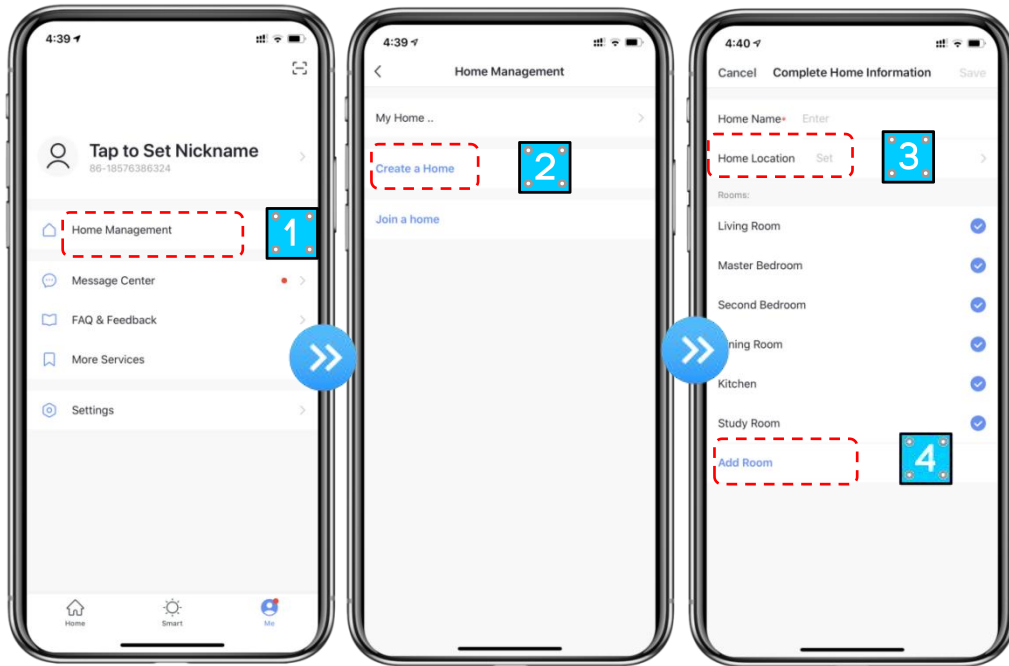 4:39
Tap to Set Nickname
86-18576386324
Home Management
1
Message Center
FAQ & Feedback
More Services
Settings
Home
Smart
Me
4:39
Home Management
My Home ..
Create a Home
2
Join a home
4:40
Cancel Complete Home Information Save
Home Name* Enter
Home Location Set
3
Rooms:
Living Room
Master Bedroom
Second Bedroom
ning Room
Kitchen
Study Room
Add Room
4